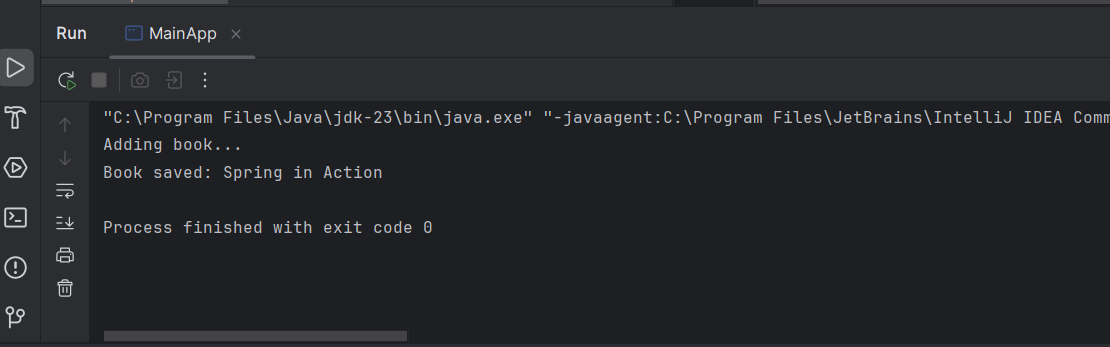 Run
MainApp
"C:\Program Files\Java\jdk-23\bin\java.exe" "-javaagent:C:\Program Files\JetBrains\IntelliJ IDEA Comm
Adding book...
Book saved: Spring in Action
Process finished with exit code 0